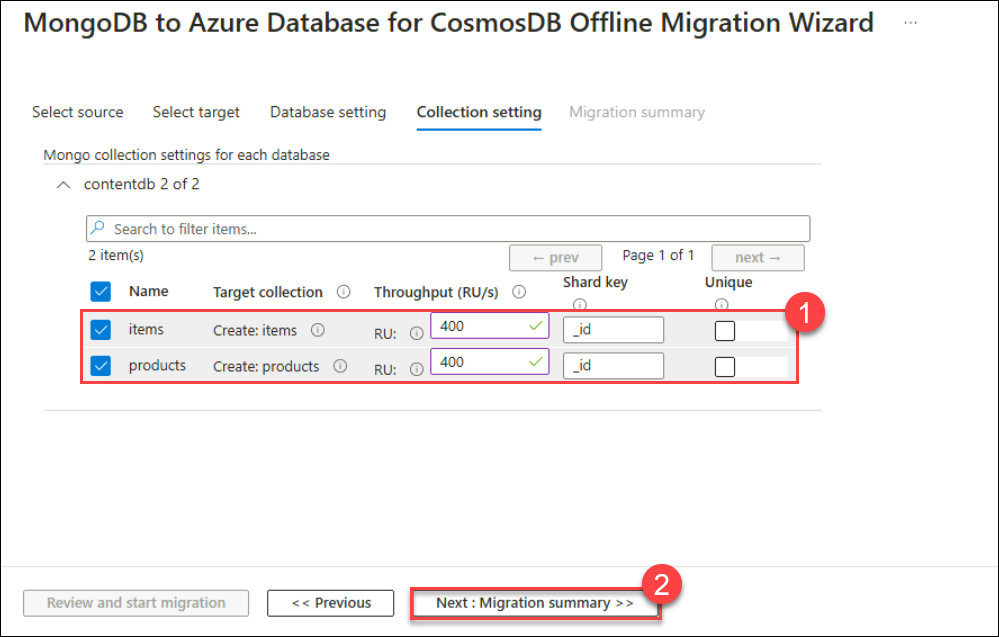 MongoDB to Azure Database for CosmosDB Offline Migration Wizard ...
Select source Select target Database setting Collection setting Migration summary
Mongo collection settings for each database
contentdb 2 of 2
Search to filter items...
2 item(s) ← prev Page 1 of 1 next →
Name Target collection Throughput (RU/s) Shard key Unique
items Create: items RU: 400 _id
products Create: products RU: 400 _id
1
Review and start migration << Previous Next : Migration summary >>
2